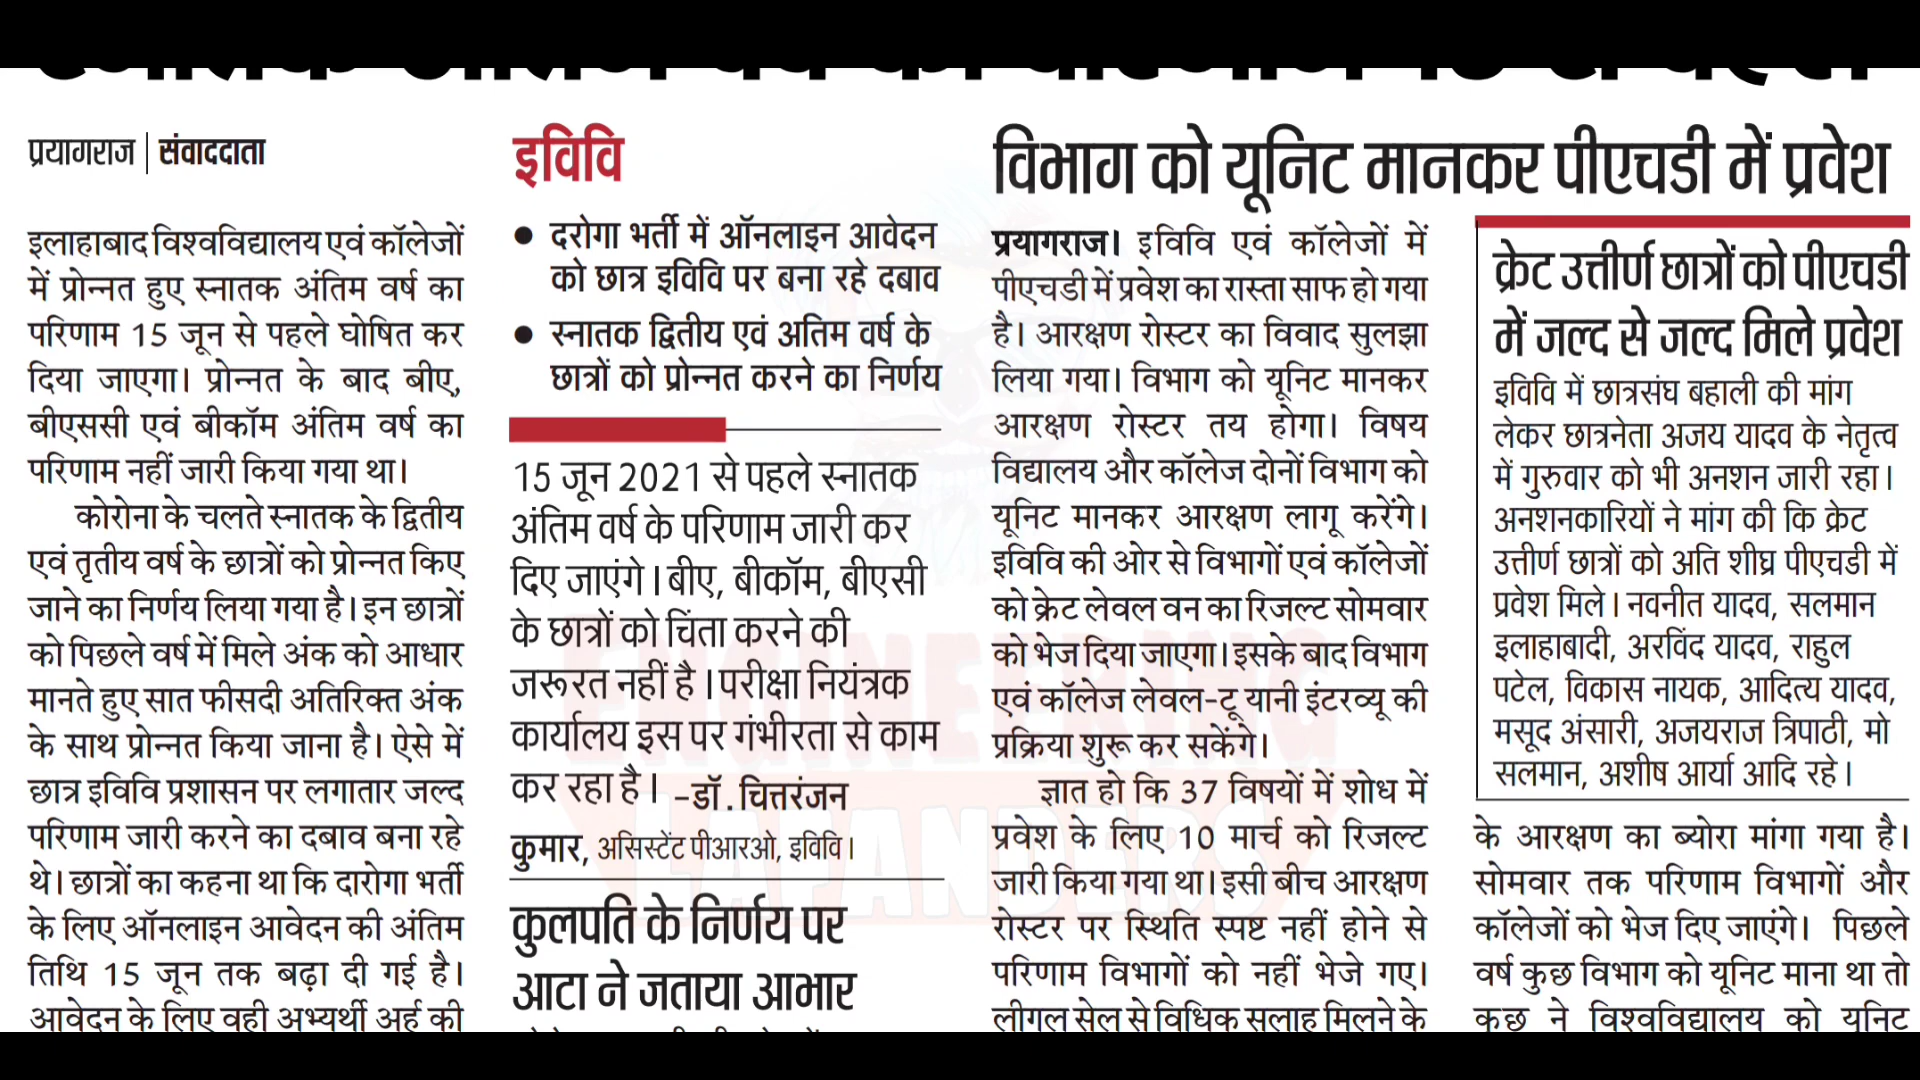 प्रयागराज | संवाददाता
इलाहाबाद विश्वविद्यालय एवं कॉलेजों
में प्रोन्नत हुए स्नातक अंतिम वर्ष का
परिणाम 15 जून से पहले घोषित कर
दिया जाएगा। प्रोन्नत के बाद बीए,
बीएससी एवं बीकॉम अंतिम वर्ष का
परिणाम नहीं जारी किया गया था।
कोरोना के चलते स्नातक के द्वितीय
एवं तृतीय वर्ष के छात्रों को प्रोन्नत किए
जाने का निर्णय लिया गया है। इन छात्रों
को पिछले वर्ष में मिले अंक को आधार
मानते हुए सात फीसदी अतिरिक्त अंक
के साथ प्रोन्नत किया जाना है। ऐसे में
छात्र इविवि प्रशासन पर लगातार जल्द
परिणाम जारी करने का दबाव बना रहे
थे। छात्रों का कहना था कि दारोगा भर्ती
के लिए ऑनलाइन आवेदन की अंतिम
तिथि 15 जून तक बढ़ा दी गई है।
आवेदन के लिए वही अभ्यर्थी अर्ह की
इविवि
● दरोगा भर्ती में ऑनलाइन आवेदन
को छात्र इविवि पर बना रहे दबाव
● स्नातक द्वितीय एवं अतिम वर्ष के
छात्रों को प्रोन्नत करने का निर्णय
15 जून 2021 से पहले स्नातक
अंतिम वर्ष के परिणाम जारी कर
दिए जाएंगे। बीए, बीकॉम, बीएसी
के छात्रों को चिंता करने की
जरूरत नहीं है। परीक्षा नियंत्रक
कार्यालय इस पर गंभीरता से काम
कर रहा है। -डॉ. चित्तरंजन
कुमार, असिस्टेंट पीआरओ, इविवि।
कुलपति के निर्णय पर
आटा ने जताया आभार
विभाग को यूनिट मानकर पीएचडी में प्रवेश
प्रयागराज। इविवि एवं कॉलेजों में
पीएचडी में प्रवेश का रास्ता साफ हो गया
है। आरक्षण रोस्टर का विवाद सुलझा
लिया गया। विभाग को यूनिट मानकर
आरक्षण रोस्टर तय होगा। विषय
विद्यालय और कॉलेज दोनों विभाग को
यूनिट मानकर आरक्षण लागू करेंगे।
इविवि की ओर से विभागों एवं कॉलेजों
को क्रेट लेवल वन का रिजल्ट सोमवार
को भेज दिया जाएगा। इसके बाद विभाग
एवं कॉलेज लेवल-टू यानी इंटरव्यू की
प्रक्रिया शुरू कर सकेंगे।
ज्ञात हो कि 37 विषयों में शोध में
प्रवेश के लिए 10 मार्च को रिजल्ट
जारी किया गया था। इसी बीच आरक्षण
रोस्टर पर स्थिति स्पष्ट नहीं होने से
परिणाम विभागों को नहीं भेजे गए।
लीगल सेल से विधिक सलाह मिलने के
क्रेट उत्तीर्ण छात्रों को पीएचडी
में जल्द से जल्द मिले प्रवेश
इविवि में छात्रसंघ बहाली की मांग
लेकर छात्रनेता अजय यादव के नेतृत्व
में गुरुवार को भी अनशन जारी रहा।
अनशनकारियों ने मांग की कि क्रेट
उत्तीर्ण छात्रों को अति शीघ्र पीएचडी में
प्रवेश मिले। नवनीत यादव, सलमान
इलाहाबादी, अरविंद यादव, राहुल
पटेल, विकास नायक, आदित्य यादव,
मसूद अंसारी, अजयराज त्रिपाठी, मो
सलमान, अशीष आर्या आदि रहे।
के आरक्षण का ब्योरा मांगा गया है।
सोमवार तक परिणाम विभागों और
कॉलेजों को भेज दिए जाएंगे। पिछले
वर्ष कुछ विभाग को यूनिट माना था तो
कुछ ने विश्वविद्यालय को यूनिट
ENGINEERING
LAFANDERS